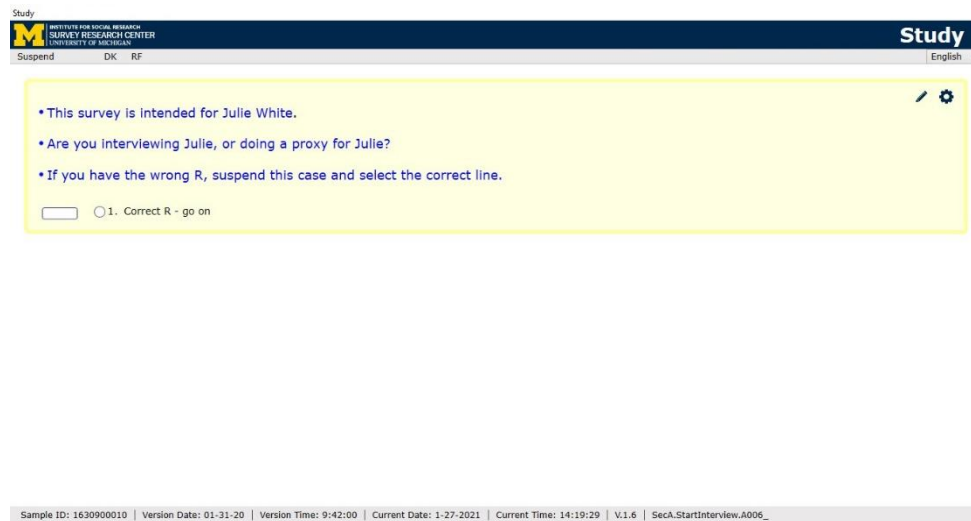 Study
INSTITUTE FOR SOCIAL RESEARCH
SURVEY RESEARCH CENTER
UNIVERSITY OF MICHIGAN
Study
Suspend DK RF English
• This survey is intended for Julie White.
• Are you interviewing Julie, or doing a proxy for Julie?
• If you have the wrong R, suspend this case and select the correct line.
1. Correct R - go on
Sample ID: 1630900010 | Version Date: 01-31-20 | Version Time: 9:42:00 | Current Date: 1-27-2021 | Current Time: 14:19:29 | V.1.6 | SecA.StartInterview.A006_